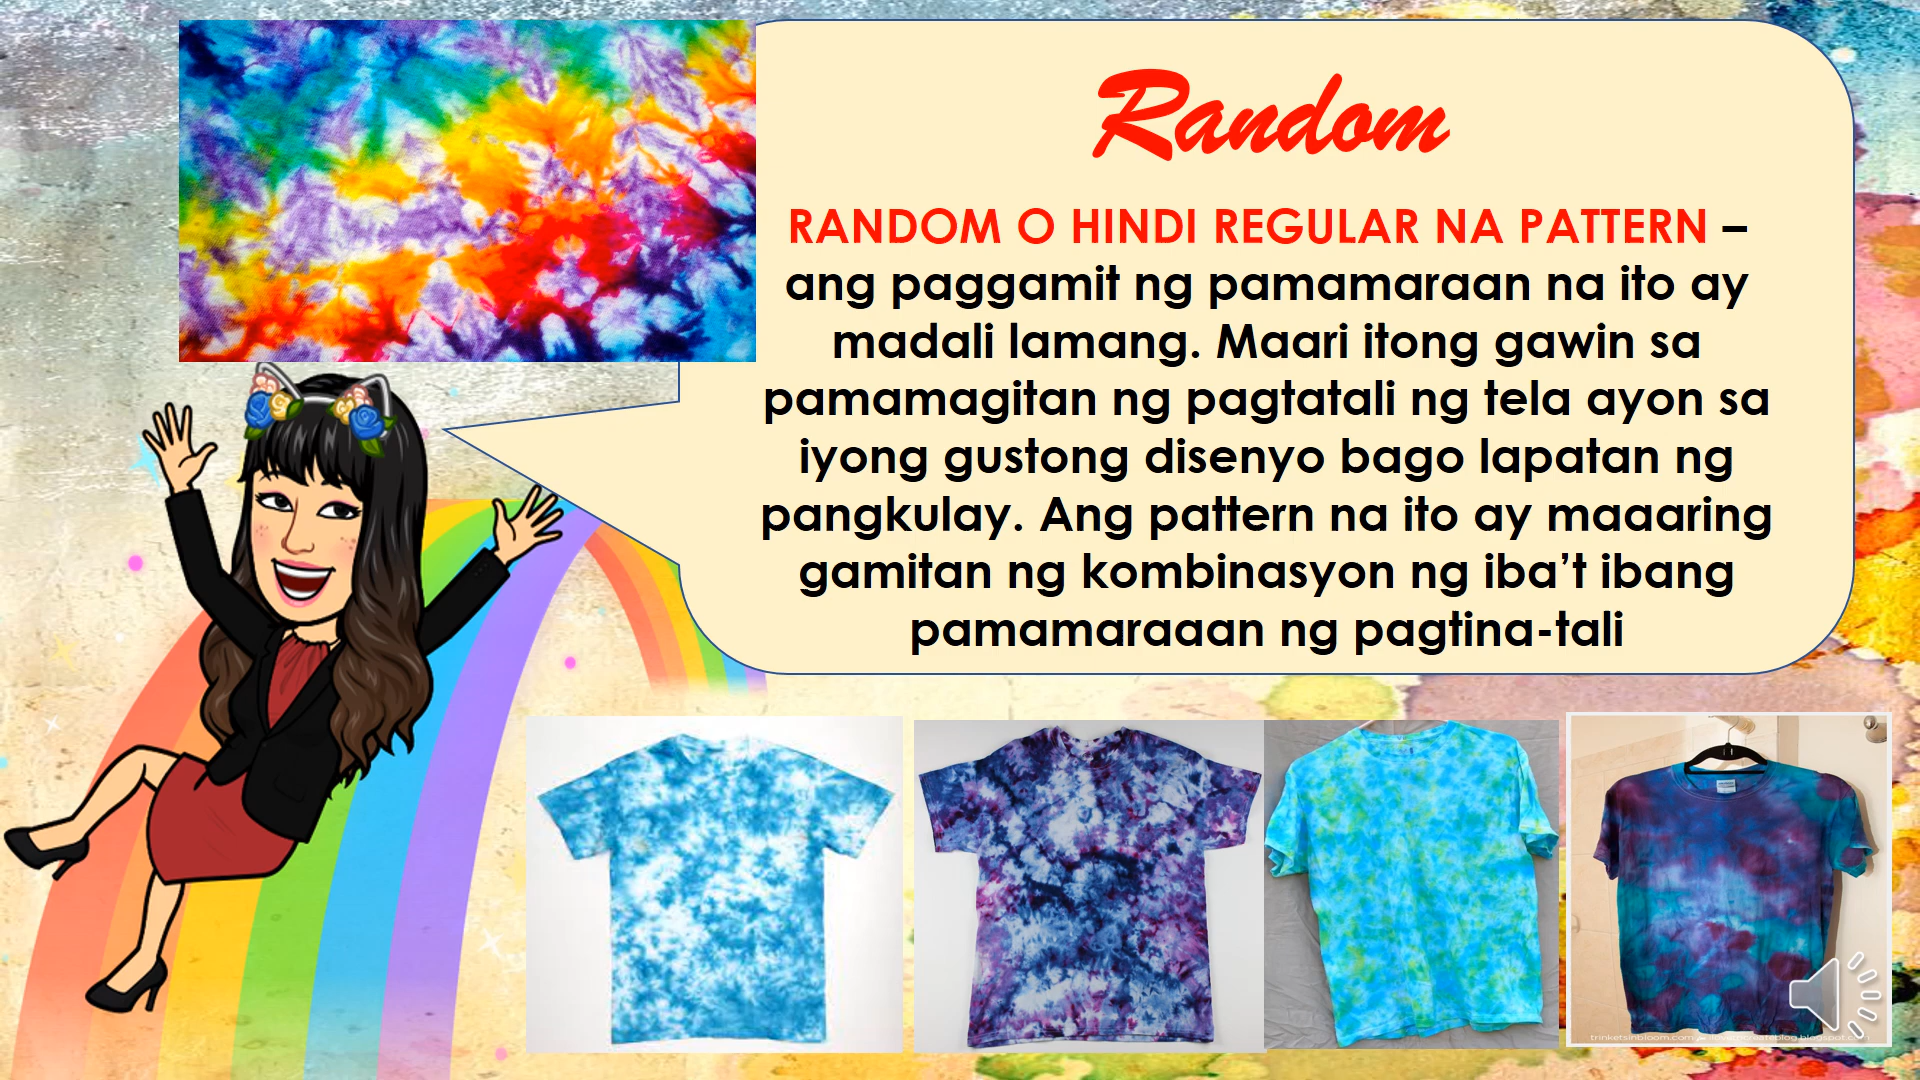 Random
RANDOM O HINDI REGULAR NA PATTERN –
ang paggamit ng pamamaraan na ito ay
madali lamang. Maari itong gawin sa
pamamagitan ng pagtatali ng tela ayon sa
iyong gustong disenyo bago lapatan ng
pangkulay. Ang pattern na ito ay maaaring
gamitan ng kombinasyon ng iba’t ibang
pamamaraaan ng pagtina-tali
trinketsinbloom.com